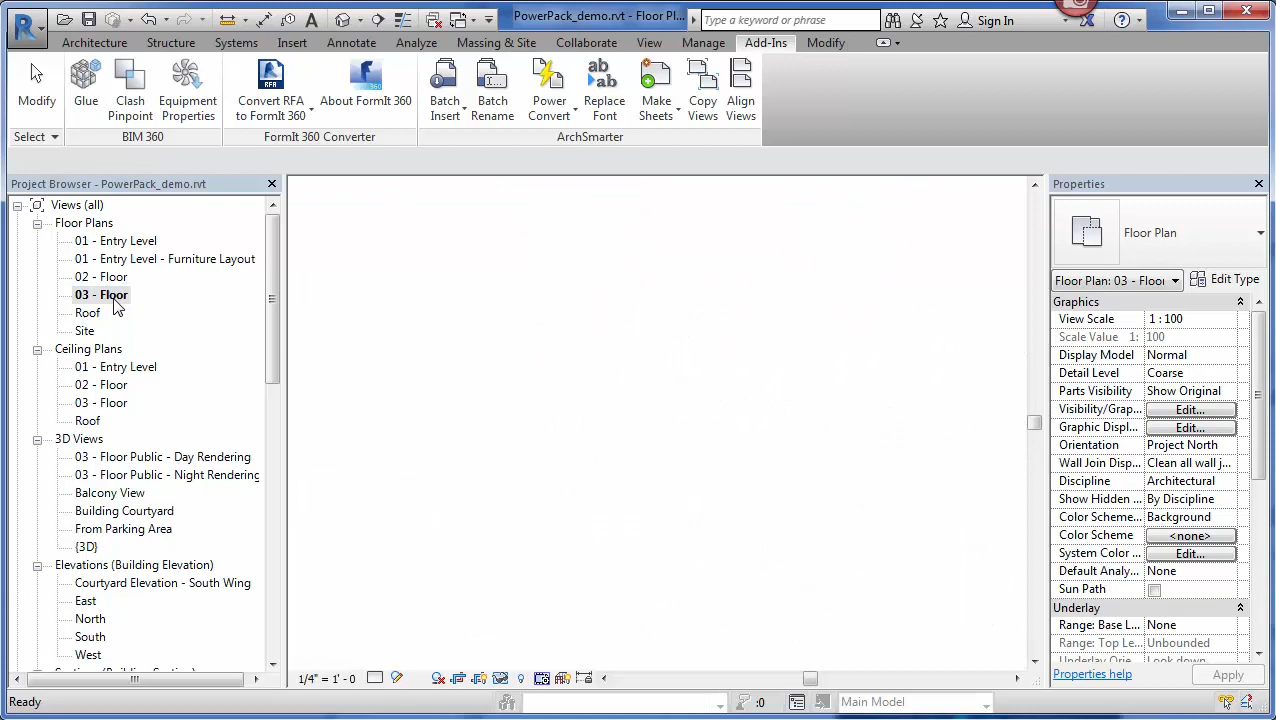 PowerPack_demo.rvt - Floor Pl...
Type a keyword or phrase
Sign In
Architecture Structure Systems Insert Annotate Analyze Massing & Site Collaborate View Manage Add-Ins Modify
Modify
Glue
Clash Pinpoint
Equipment Properties
Convert RFA to FormIt 360
About FormIt 360
Batch Insert
Batch Rename
Power Convert
Replace Font
Make Sheets
Copy Views
Align Views
Select
BIM 360
FormIt 360 Converter
ArchSmarter
Project Browser - PowerPack_demo.rvt
Views (all)
Floor Plans
01 - Entry Level
01 - Entry Level - Furniture Layout
02 - Floor
03 - Floor
Roof
Site
Ceiling Plans
01 - Entry Level
02 - Floor
03 - Floor
Roof
3D Views
03 - Floor Public - Day Rendering
03 - Floor Public - Night Rendering
Balcony View
Building Courtyard
From Parking Area
{3D}
Elevations (Building Elevation)
Courtyard Elevation - South Wing
East
North
South
West
Properties
Floor Plan
Floor Plan: 03 - Floor
Edit Type
Graphics
View Scale 1 : 100
Scale Value 1: 100
Display Model Normal
Detail Level Coarse
Parts Visibility Show Original
Visibility/Grap... Edit...
Graphic Displ... Edit...
Orientation Project North
Wall Join Disp... Clean all wall j...
Discipline Architectural
Show Hidden ... By Discipline
Color Scheme... Background
Color Scheme <none>
System Color ... Edit...
Default Analy... None
Sun Path
Underlay
Range: Base L... None
Range: Top Le... Unbounded
Underlay Orie... Look down
Properties help
Apply
1/4" = 1'- 0
Ready
:0
Main Model